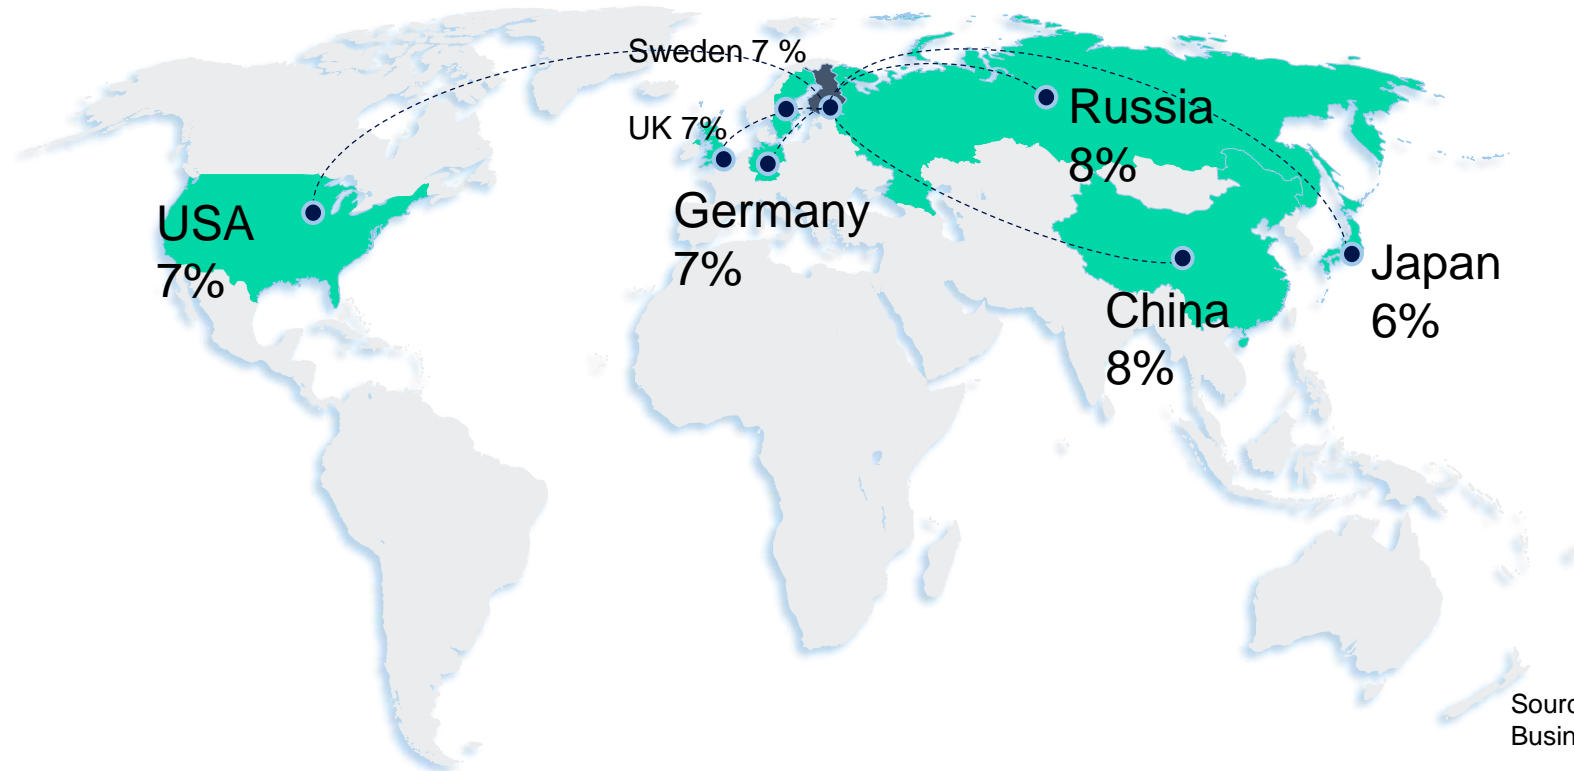 Sweden 7 %
UK 7%
Russia
8%
USA
7%
Germany
7%
Japan
6%
China
8%